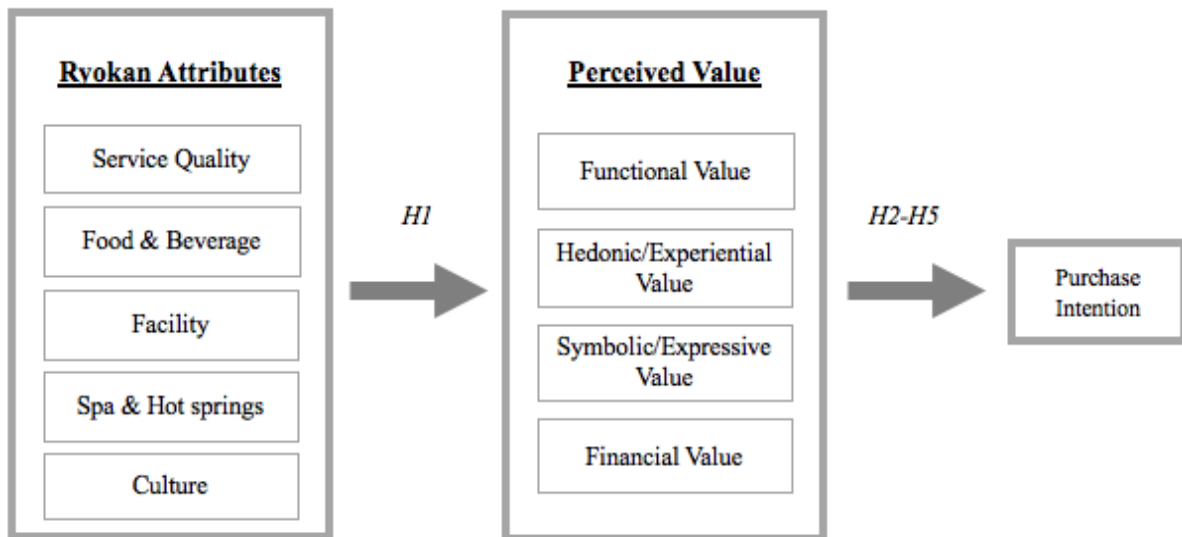 Ryokan Attributes
Service Quality
Food & Beverage
Facility
Spa & Hot springs
Culture
H1
Perceived Value
Functional Value
Hedonic/Experiential
Value
Symbolic/Expressive
Value
Financial Value
H2-H5
Purchase
Intention